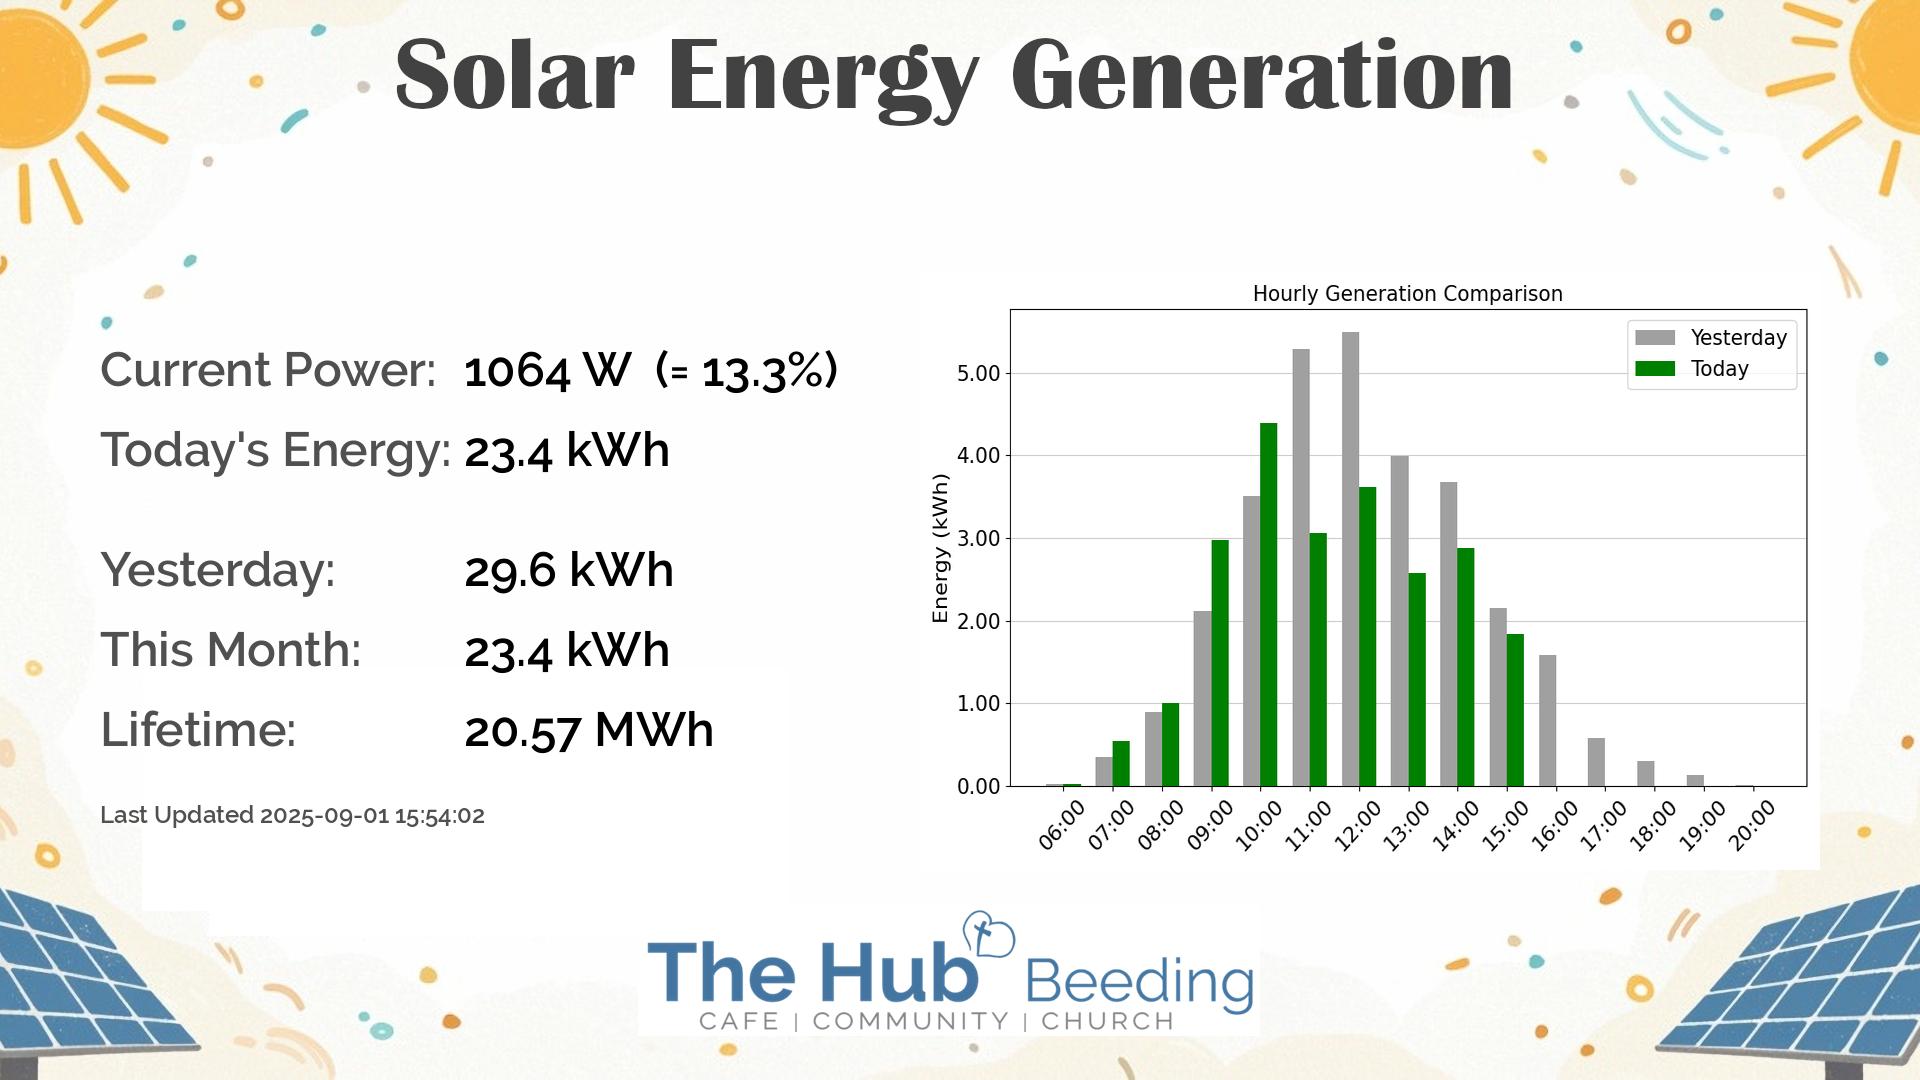 Solar Energy Generation
Current Power: 1064 W (= 13.3%)
Today's Energy: 23.4 kWh
Yesterday: 29.6 kWh
This Month: 23.4 kWh
Lifetime: 20.57 MWh
Last Updated 2025-09-01 15:54:02
Hourly Generation Comparison
Yesterday
Today
Energy (kWh)
5.00
4.00
3.00
2.00
1.00
0.00
06:00 07:00 08:00 09:00 10:00 11:00 12:00 13:00 14:00 15:00 16:00 17:00 18:00 19:00 20:00
The Hub Beeding
CAFE | COMMUNITY | CHURCH